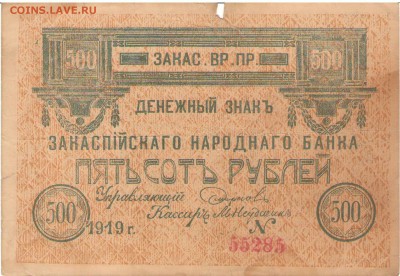 COINS.LAVE.RU
500 ЗАКАС. ВР. ПР. 500
ДЕНЕЖНЫЙ ЗНАКЪ
ЗАКАСПІЙСКАГО НАРОДНАГО БАНКА
ПЯТЬСОТЪ РУБЛЕЙ
Управляющій
500 Кассиръ 500
1919 г. N
55285